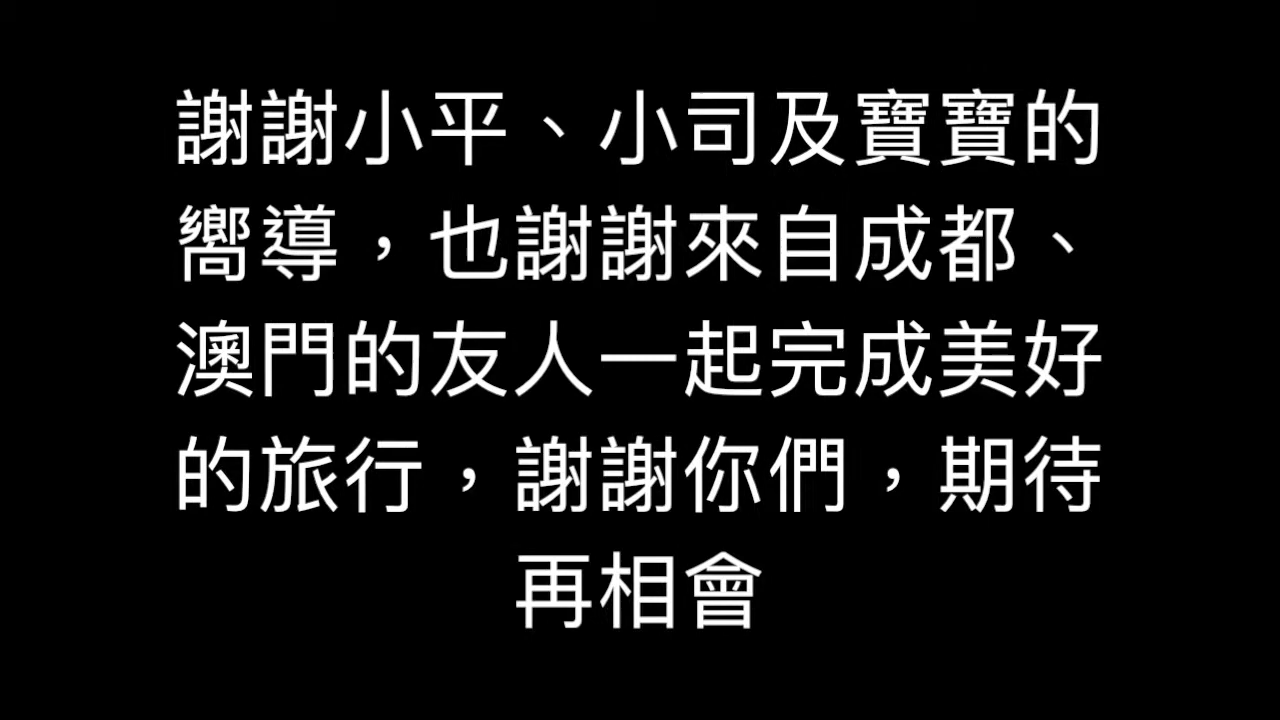 謝謝小平、小司及寶寶的
嚮導，也謝謝來自成都、
澳門的友人一起完成美好
的旅行，謝謝你們，期待
再相會